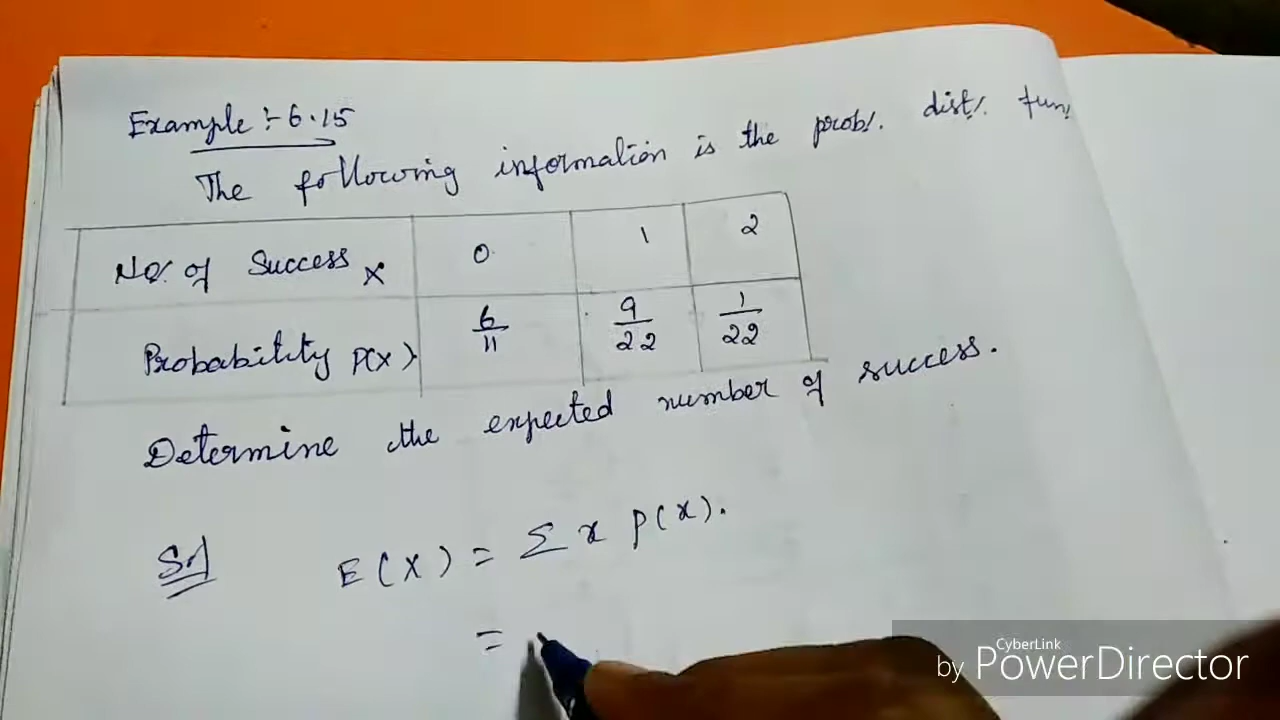 Example :- 6.15
The following information is the prob/. dist/. fun/
No/. of Success X 0 1 2
Probability P(X) 6/11 9/22 1/22
Determine the expected number of success.
Sol E(X) = Σ x p(x).
=
CyberLink
by PowerDirector